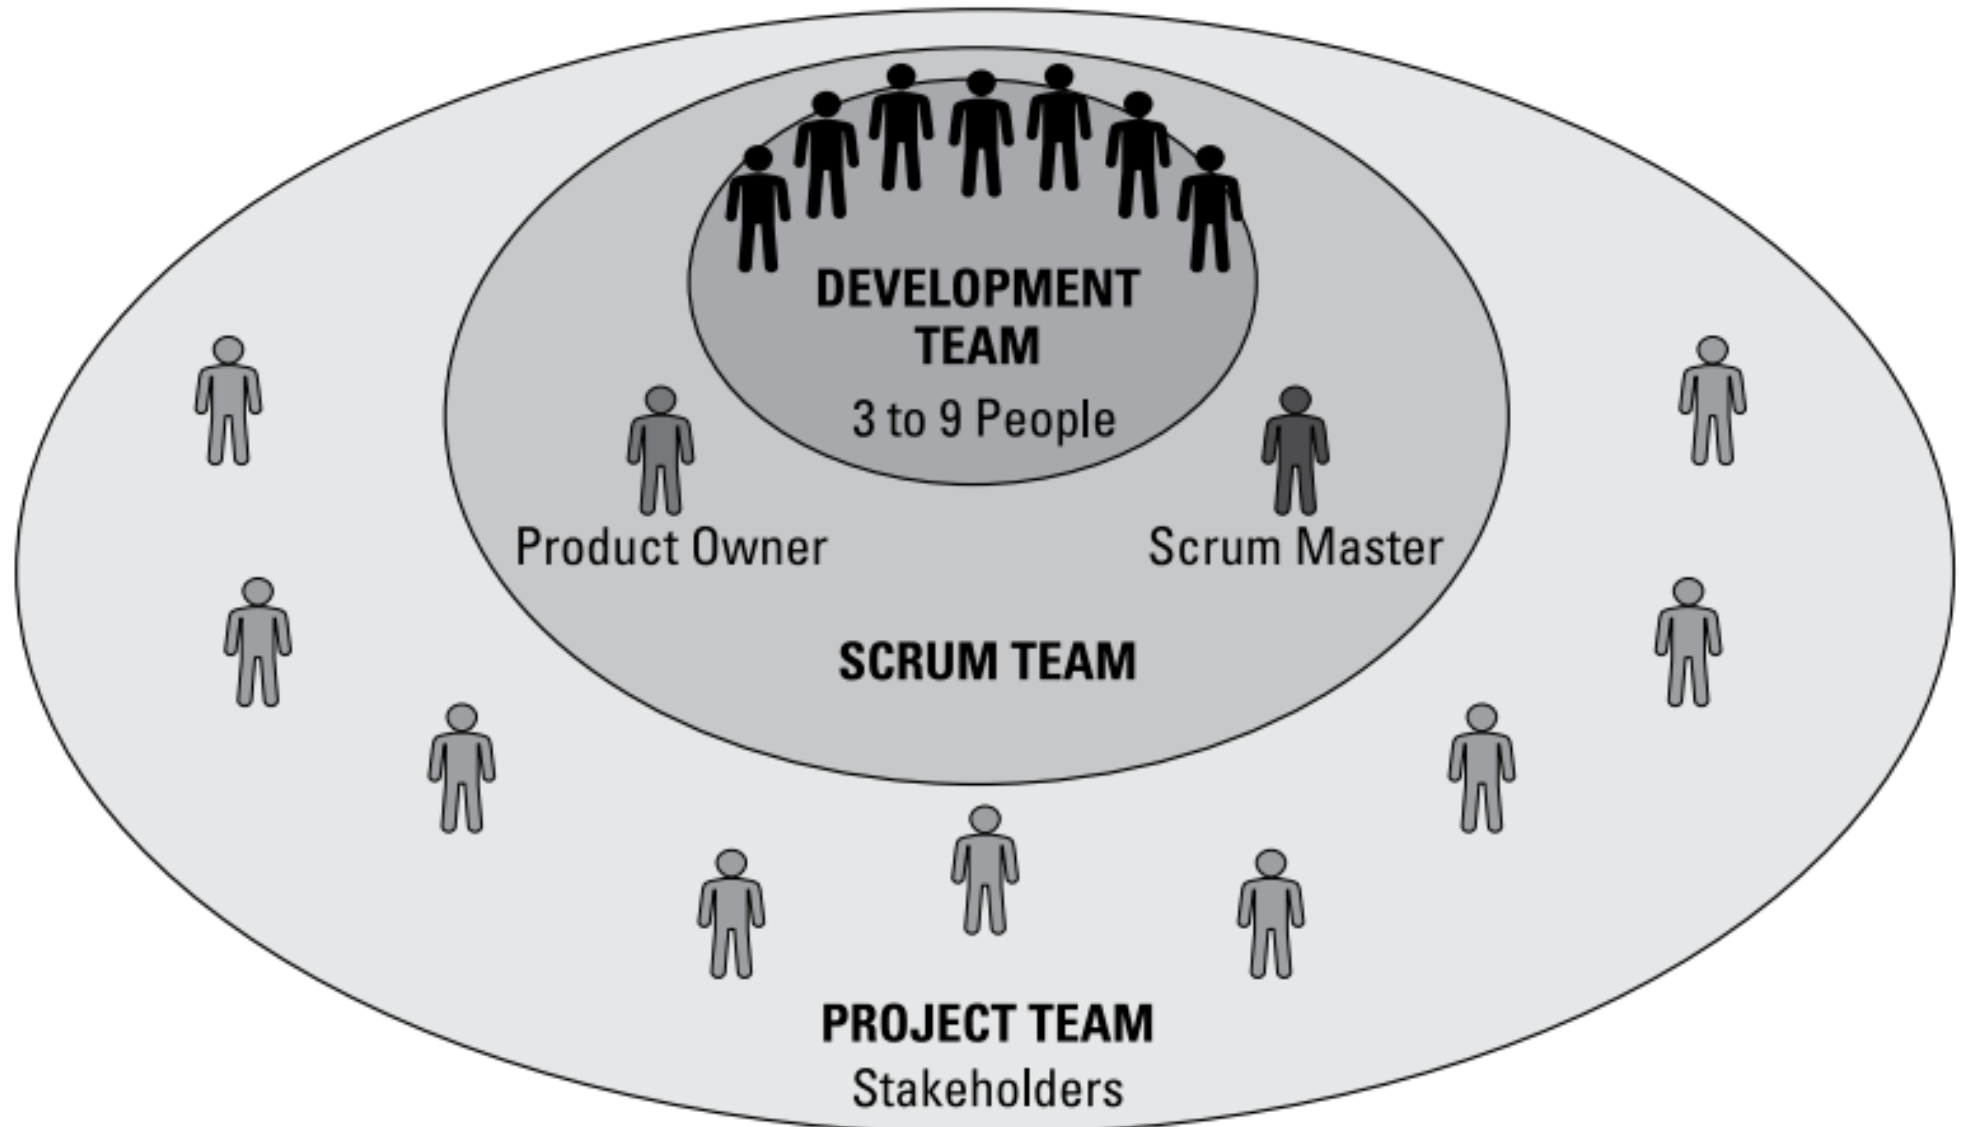 DEVELOPMENT
TEAM
3 to 9 People
Product Owner
Scrum Master
SCRUM TEAM
PROJECT TEAM
Stakeholders